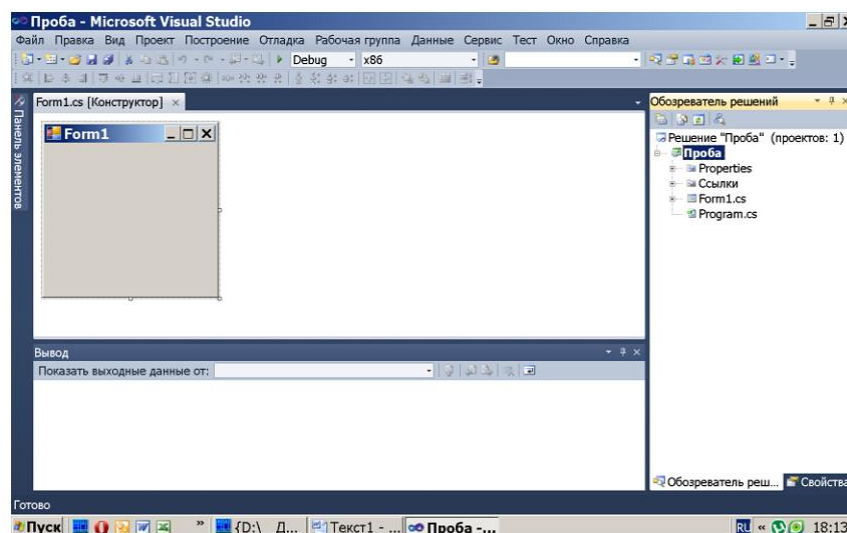 Проба - Microsoft Visual Studio
Файл Правка Вид Проект Построение Отладка Рабочая группа Данные Сервис Тест Окно Справка
Debug x86
Form1.cs [Конструктор] ×
Обозреватель решений
Панель элементов
Form1
Решение "Проба" (проектов: 1)
Проба
Properties
Ссылки
Form1.cs
Program.cs
Вывод
Показать выходные данные от:
Обозреватель реш... Свойства
Готово
Пуск » {D:\ Д... Текст1 - ... Проба -... RU « 18:13